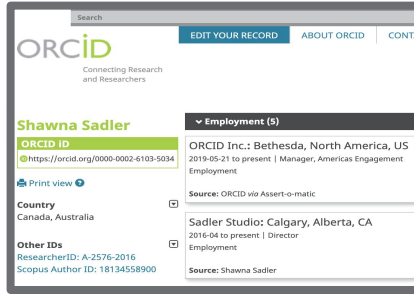 Search
ORCID
Connecting Research
and Researchers
EDIT YOUR RECORD
ABOUT ORCID
CONT
Shawna Sadler
ORCID iD
https://orcid.org/0000-0002-6103-5034
Print view
Country
Canada, Australia
Other IDs
ResearcherID: A-2576-2016
Scopus Author ID: 18134558900
Employment (5)
ORCID Inc.: Bethesda, North America, US
2019-05-21 to present | Manager, Americas Engagement
Employment
Source: ORCID via Assert-o-matic
Sadler Studio: Calgary, Alberta, CA
2016-04 to present | Director
Employment
Source: Shawna Sadler